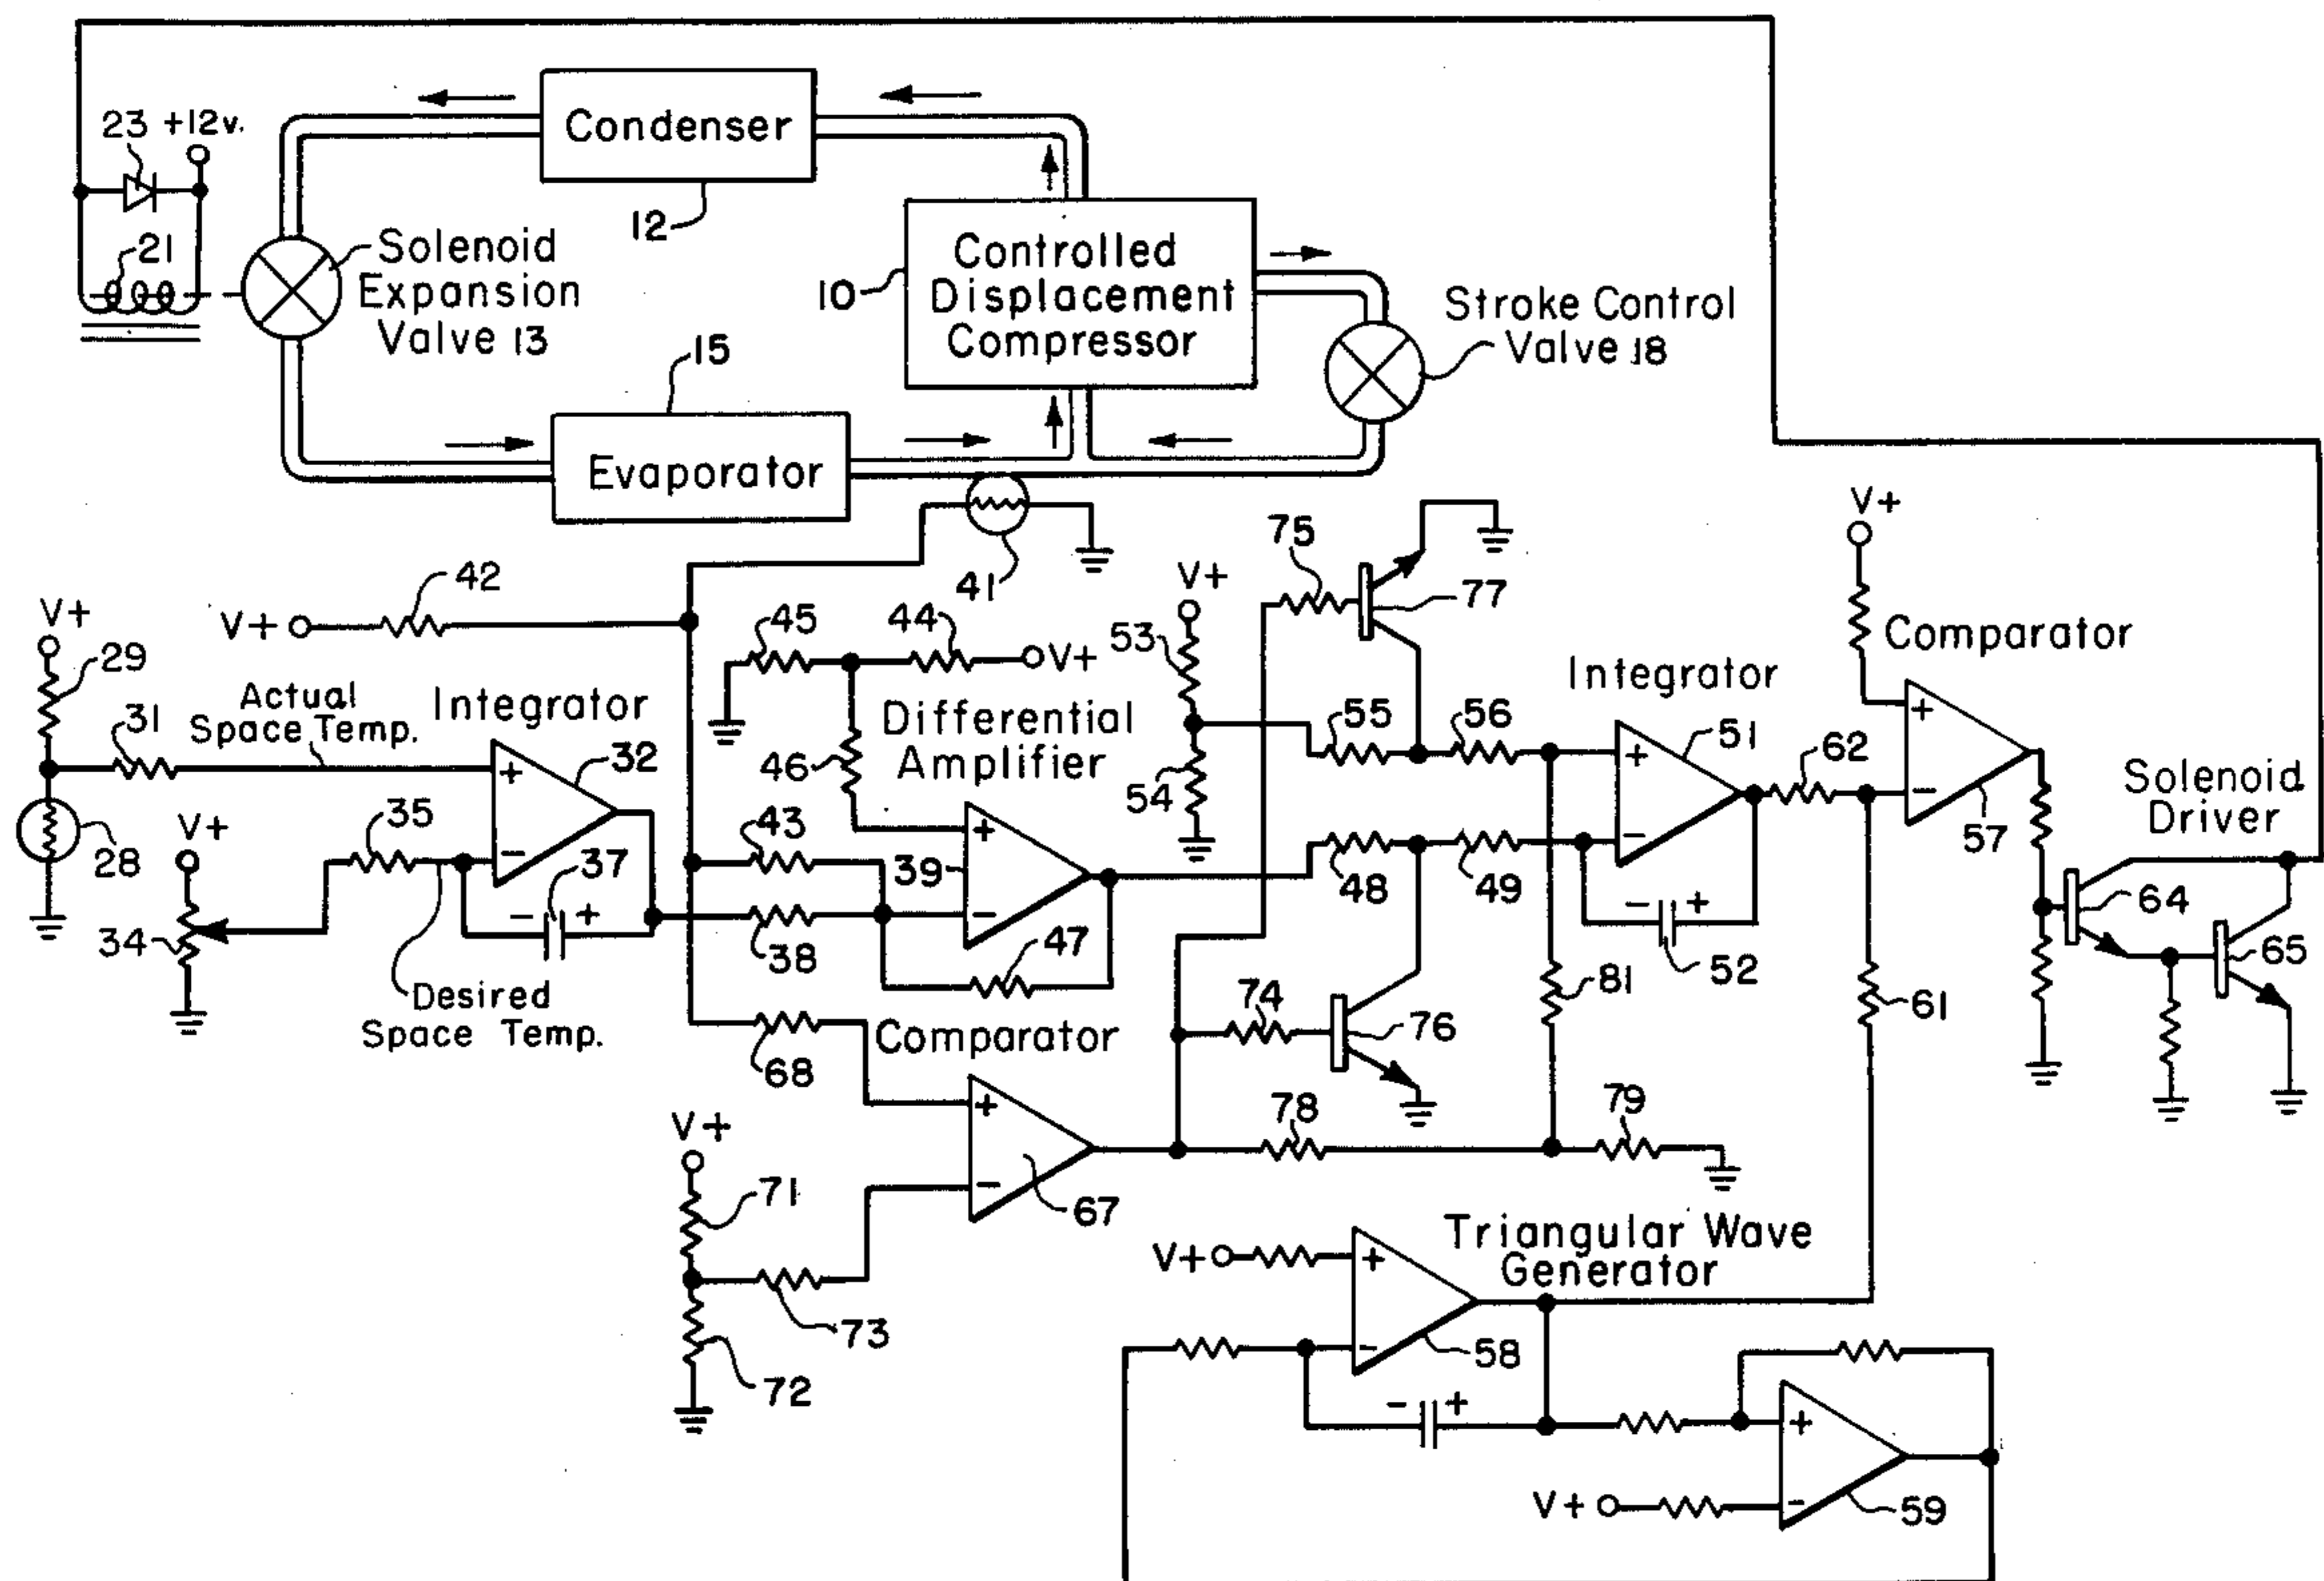 23 +12v.
Condenser
12
21
Solenoid
Expansion
Valve 13
Controlled
Displacement
Compressor
10
Stroke Control
Valve 18
15
Evaporator
41
V+
42
V+
29
31
Actual
Space Temp.
Integrator
32
28
V+
34
35
37
- +
+
-
Desired
Space Temp.
45
44
V+
46
Differential
Amplifier
43
39
+
-
38
47
68
Comparator
+
-
67
V+
71
73
72
V+
53
54
75
77
55
56
48
49
Integrator
51
+
-
- +
52
62
74
76
81
78
79
61
V+
Comparator
+
-
57
Solenoid
Driver
64
65
Triangular Wave
Generator
V+
+
-
58
- +
+
-
V+
59